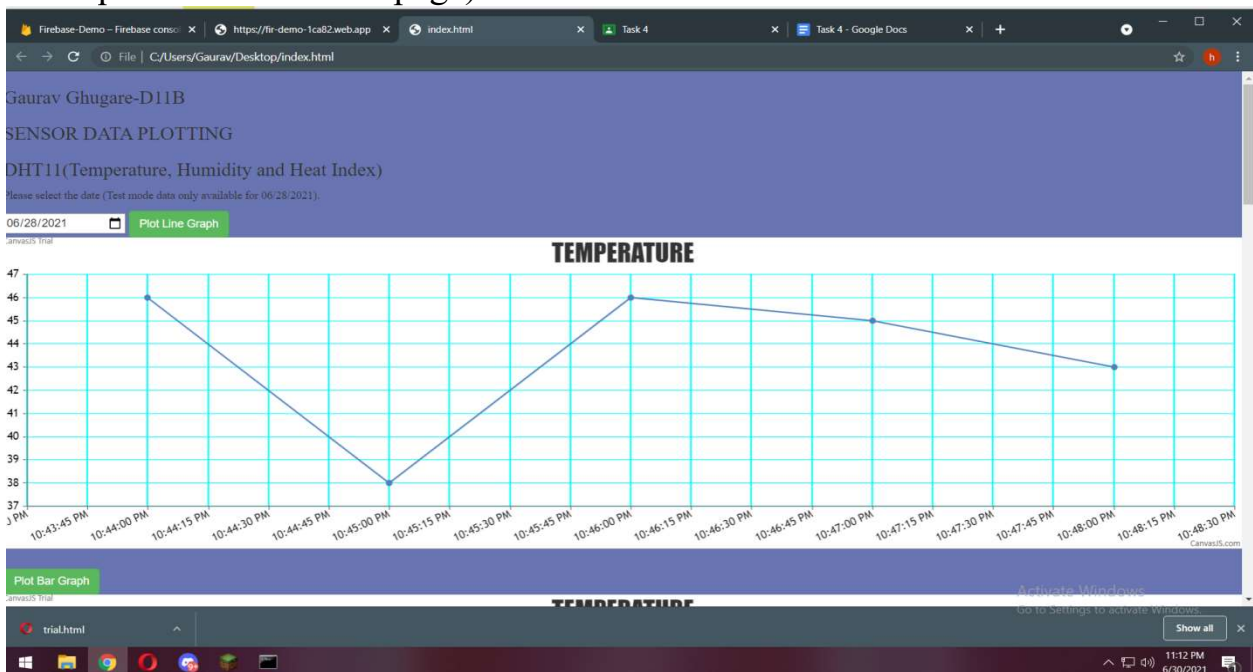 page)
Firebase-Demo – Firebase consol
https://fir-demo-1ca82.web.app
index.html
Task 4
Task 4 - Google Docs
File | C:/Users/Gaurav/Desktop/index.html
h
Gaurav Ghugare-D11B
SENSOR DATA PLOTTING
DHT11(Temperature, Humidity and Heat Index)
Please select the date (Test mode data only available for 06/28/2021).
06/28/2021
Plot Line Graph
CanvasJS Trial
TEMPERATURE
47
46
45
44
43
42
41
40
39
38
37
PM
10:43:45 PM
10:44:00 PM
10:44:15 PM
10:44:30 PM
10:44:45 PM
10:45:00 PM
10:45:15 PM
10:45:30 PM
10:45:45 PM
10:46:00 PM
10:46:15 PM
10:46:30 PM
10:46:45 PM
10:47:00 PM
10:47:15 PM
10:47:30 PM
10:47:45 PM
10:48:00 PM
10:48:15 PM
10:48:30 PM
CanvasJS.com
Plot Bar Graph
CanvasJS Trial
TEMPERATURE
Activate Windows
Go to Settings to activate Windows.
trial.html
Show all
11:12 PM
6/30/2021